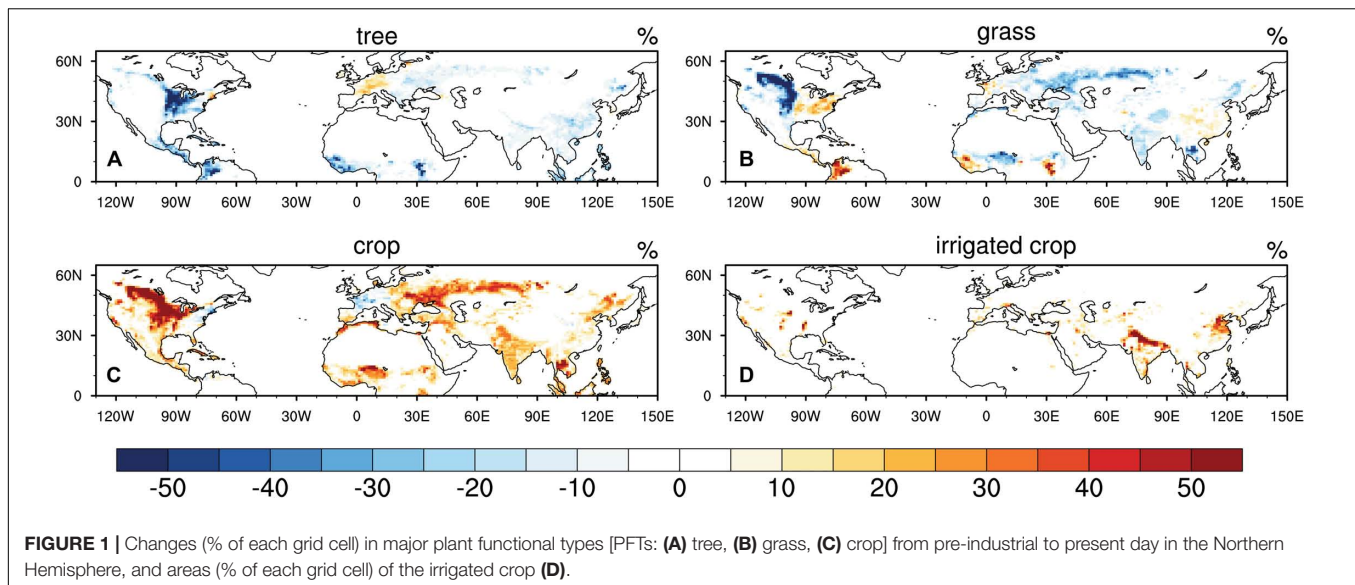 tree %
60N
30N
0
A
120W 90W 60W 30W 0 30E 60E 90E 120E 150E
grass %
60N
30N
0
B
120W 90W 60W 30W 0 30E 60E 90E 120E 150E
crop %
60N
30N
0
C
120W 90W 60W 30W 0 30E 60E 90E 120E 150E
irrigated crop %
60N
30N
0
D
120W 90W 60W 30W 0 30E 60E 90E 120E 150E
-50 -40 -30 -20 -10 0 10 20 30 40 50
FIGURE 1 | Changes (% of each grid cell) in major plant functional types [PFTs: (A) tree, (B) grass, (C) crop] from pre-industrial to present day in the Northern
Hemisphere, and areas (% of each grid cell) of the irrigated crop (D).